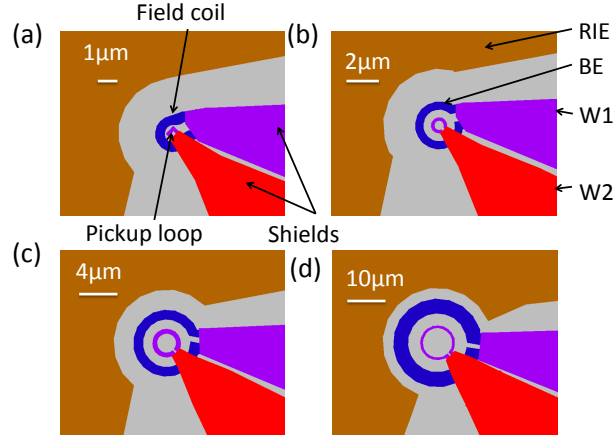 Field coil
(a)
1μm
(b)
2μm
RIE
BE
W1
W2
Pickup loop
Shields
(c)
4μm
(d)
10μm